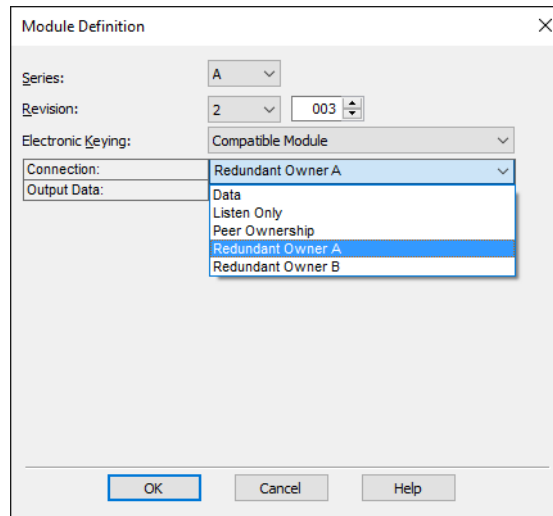 Module Definition
Series: A
Revision: 2 003
Electronic Keying: Compatible Module
Connection: Redundant Owner A
Output Data:
Data
Listen Only
Peer Ownership
Redundant Owner A
Redundant Owner B
OK Cancel Help